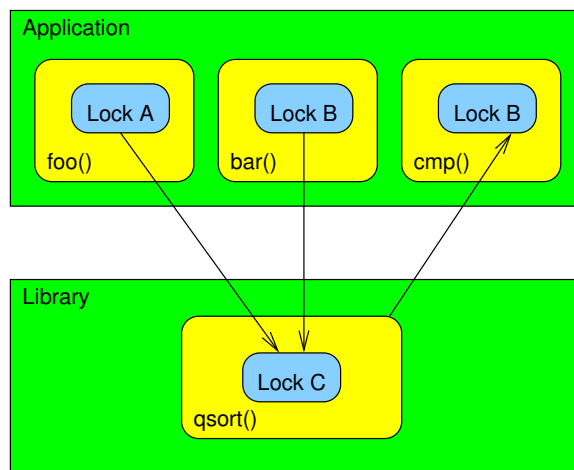 Application
Lock A
Lock B
Lock B
foo()
bar()
cmp()
Library
Lock C
qsort()